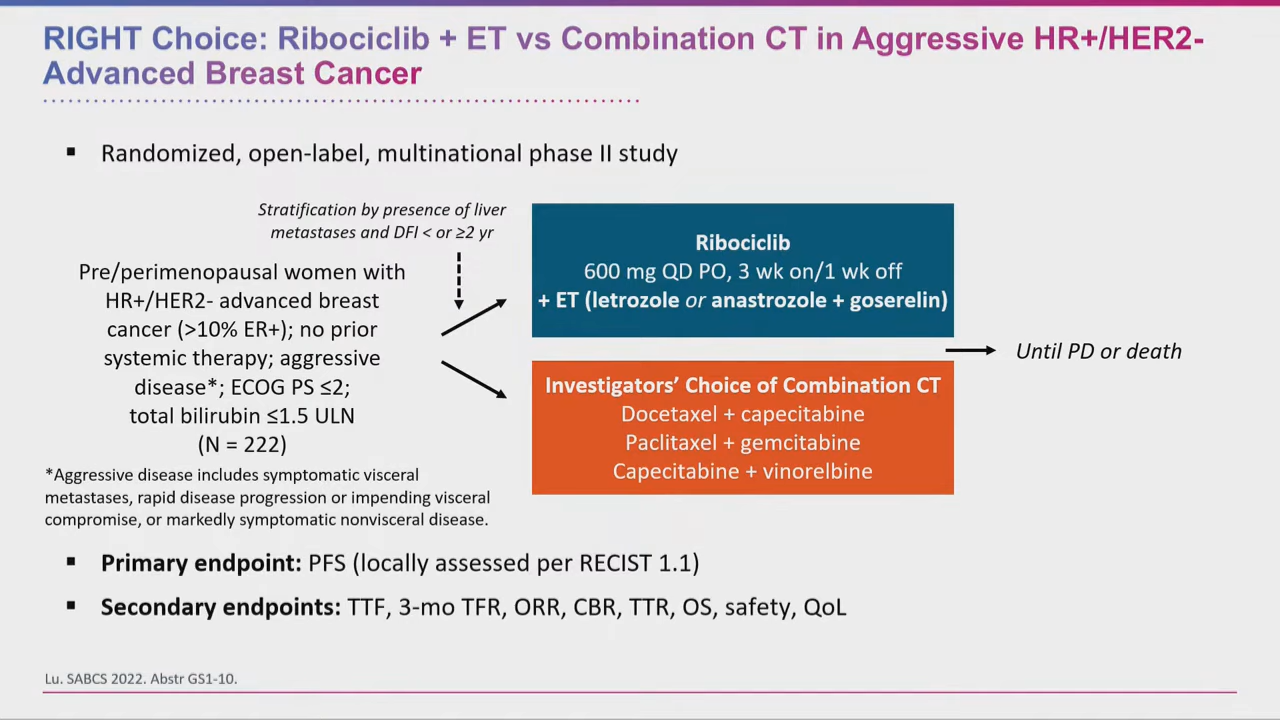 RIGHT Choice: Ribociclib + ET vs Combination CT in Aggressive HR+/HER2-
Advanced Breast Cancer
▪ Randomized, open-label, multinational phase II study
Stratification by presence of liver
metastases and DFI < or ≥2 yr
Pre/perimenopausal women with
HR+/HER2- advanced breast
cancer (>10% ER+); no prior
systemic therapy; aggressive
disease*; ECOG PS ≤2;
total bilirubin ≤1.5 ULN
(N = 222)
*Aggressive disease includes symptomatic visceral
metastases, rapid disease progression or impending visceral
compromise, or markedly symptomatic nonvisceral disease.
Ribociclib
600 mg QD PO, 3 wk on/1 wk off
+ ET (letrozole or anastrozole + goserelin)
Investigators’ Choice of Combination CT
Docetaxel + capecitabine
Paclitaxel + gemcitabine
Capecitabine + vinorelbine
Until PD or death
▪ Primary endpoint: PFS (locally assessed per RECIST 1.1)
▪ Secondary endpoints: TTF, 3-mo TFR, ORR, CBR, TTR, OS, safety, QoL
Lu. SABCS 2022. Abstr GS1-10.